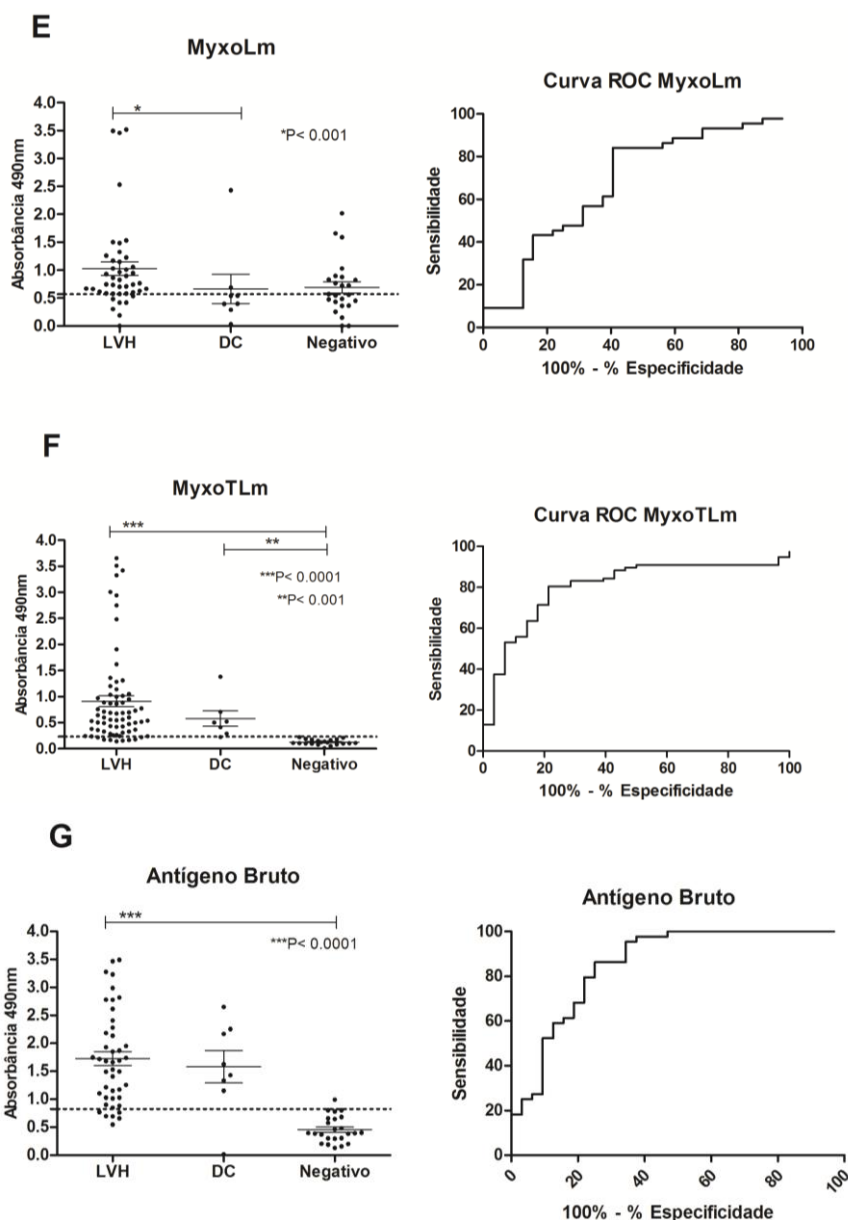 E
MyxoLm
Absorbância 490nm
4.0
3.5
3.0
2.5
2.0
1.5
1.0
0.5
0.0
*
*P< 0.001
LVH DC Negativo
Curva ROC MyxoLm
Sensibilidade
100
80
60
40
20
0
0 20 40 60 80 100
100% - % Especificidade
F
MyxoTLm
Absorbância 490nm
4.0
3.5
3.0
2.5
2.0
1.5
1.0
0.5
0.0
***
**
***P< 0.0001
**P< 0.001
LVH DC Negativo
Curva ROC MyxoTLm
Sensibilidade
100
80
60
40
20
0
0 20 40 60 80 100
100% - % Especificidade
G
Antígeno Bruto
Absorbância 490nm
4.0
3.5
3.0
2.5
2.0
1.5
1.0
0.5
0.0
***
***P< 0.0001
LVH DC Negativo
Antígeno Bruto
Sensibilidade
100
80
60
40
20
0
0 20 40 60 80 100
100% - % Especificidade